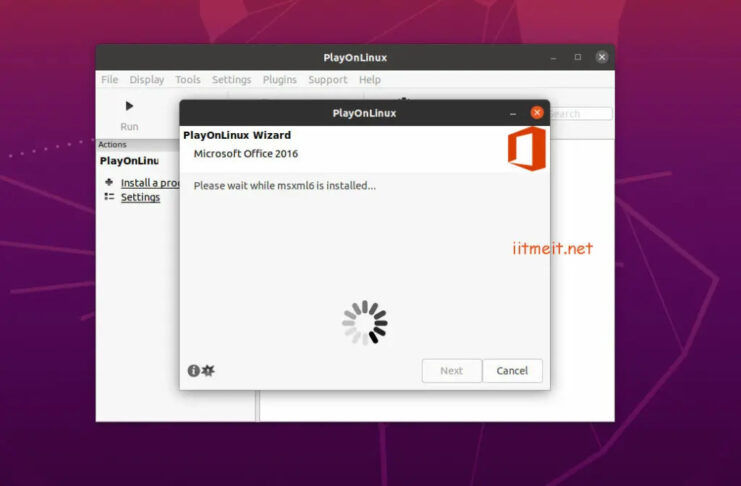 PlayOnLinux
File Display Tools Settings Plugins Support Help
PlayOnLinux
Search
Run
PlayOnLinux Wizard
Microsoft Office 2016
Actions
PlayOnLinu
Install a pro
Settings
Please wait while msxml6 is installed...
iitmeit.net
Next Cancel